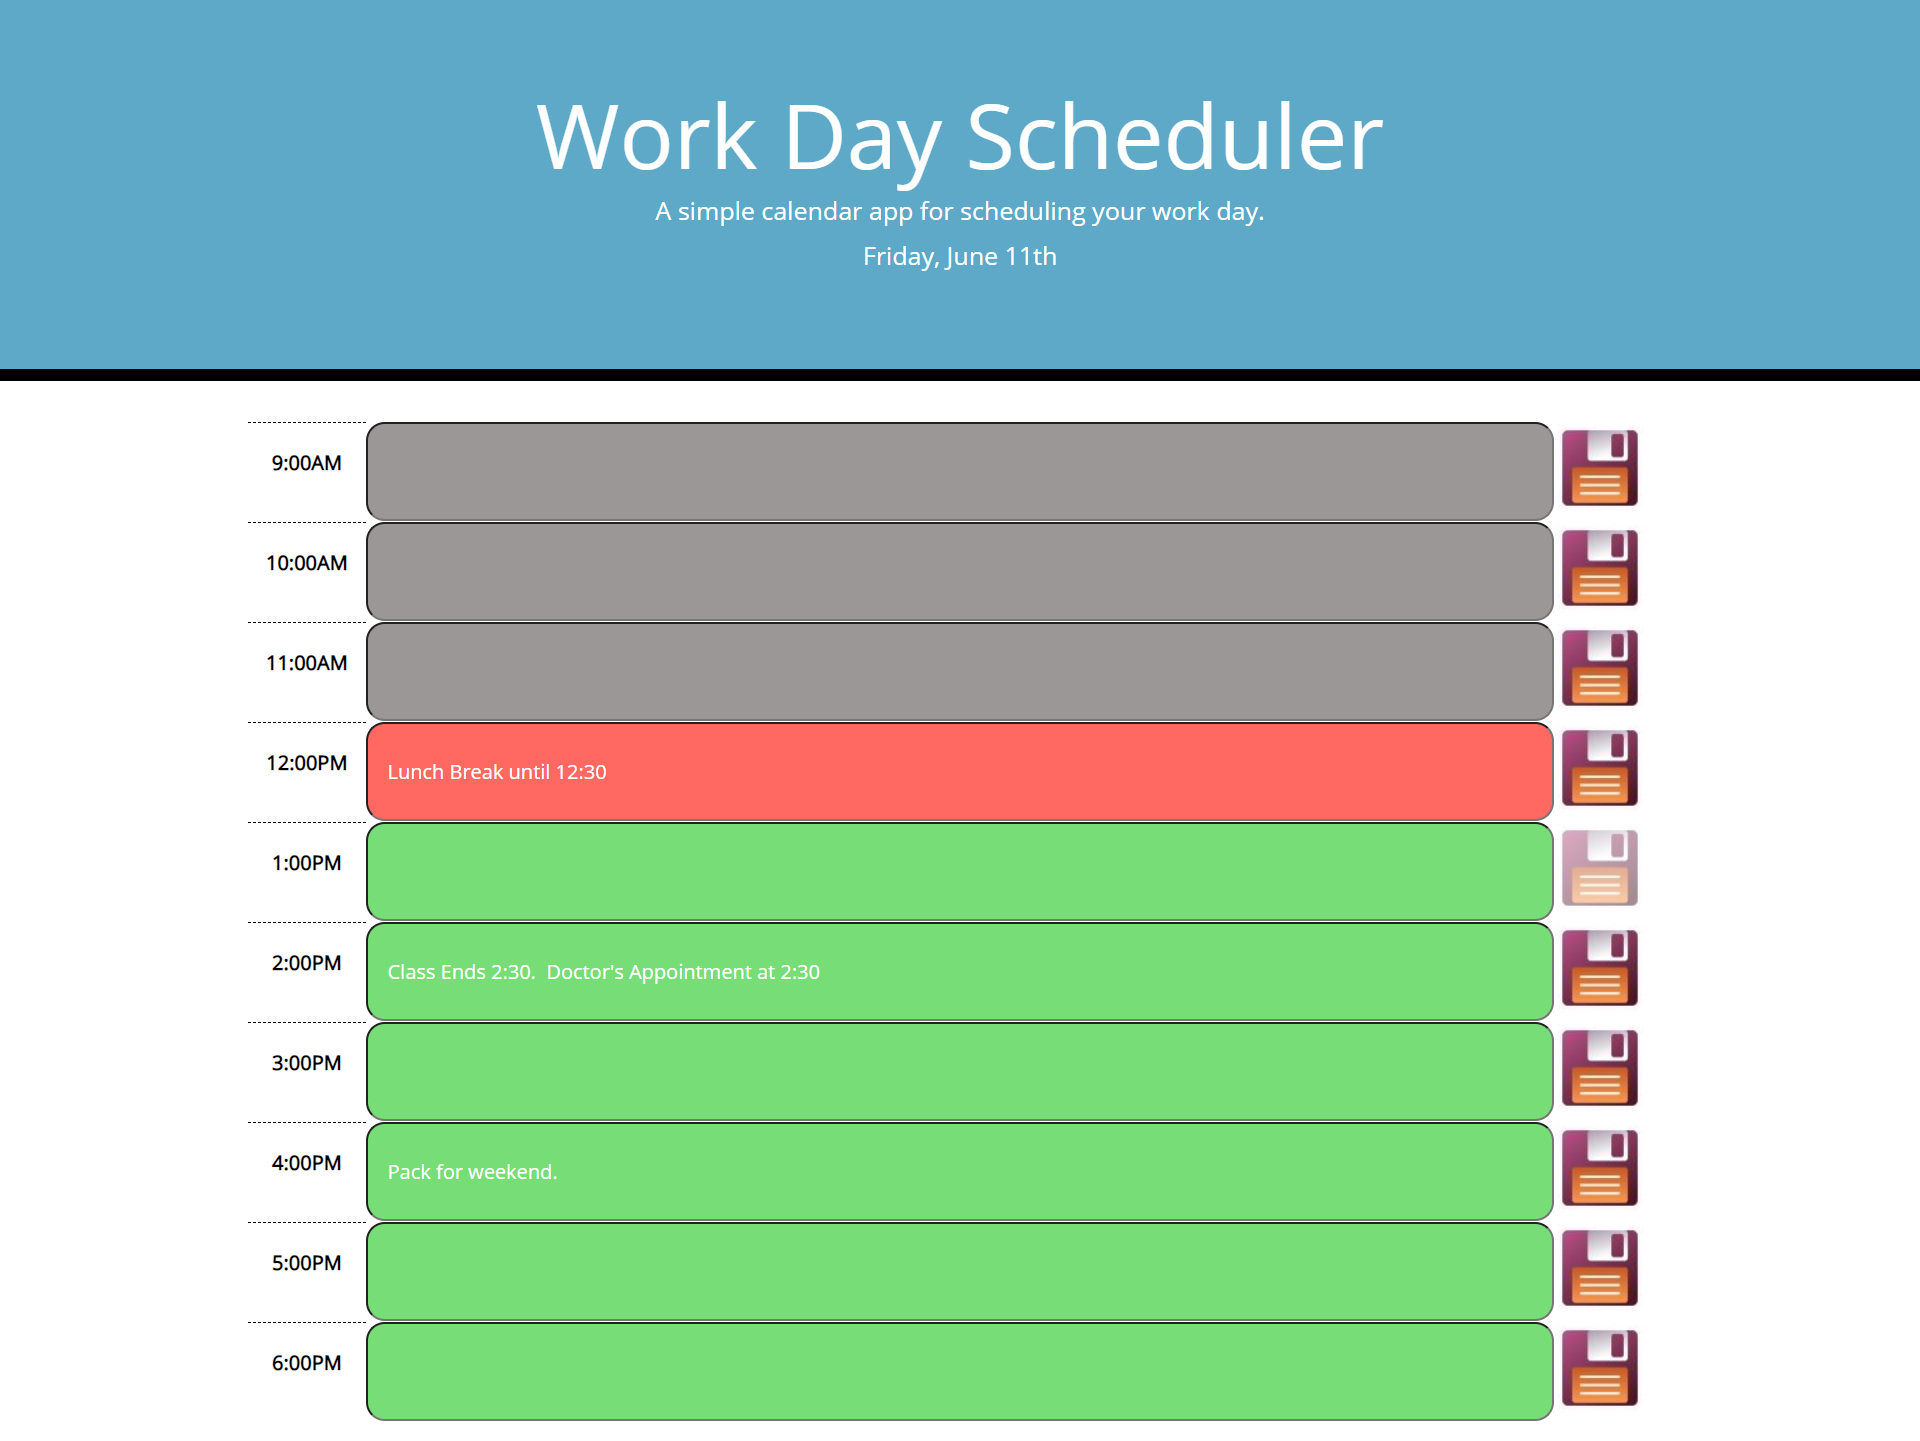 Work Day Scheduler
A simple calendar app for scheduling your work day.
Friday, June 11th
9:00AM
10:00AM
11:00AM
12:00PM
Lunch Break until 12:30
1:00PM
2:00PM
Class Ends 2:30.  Doctor's Appointment at 2:30
3:00PM
4:00PM
Pack for weekend.
5:00PM
6:00PM